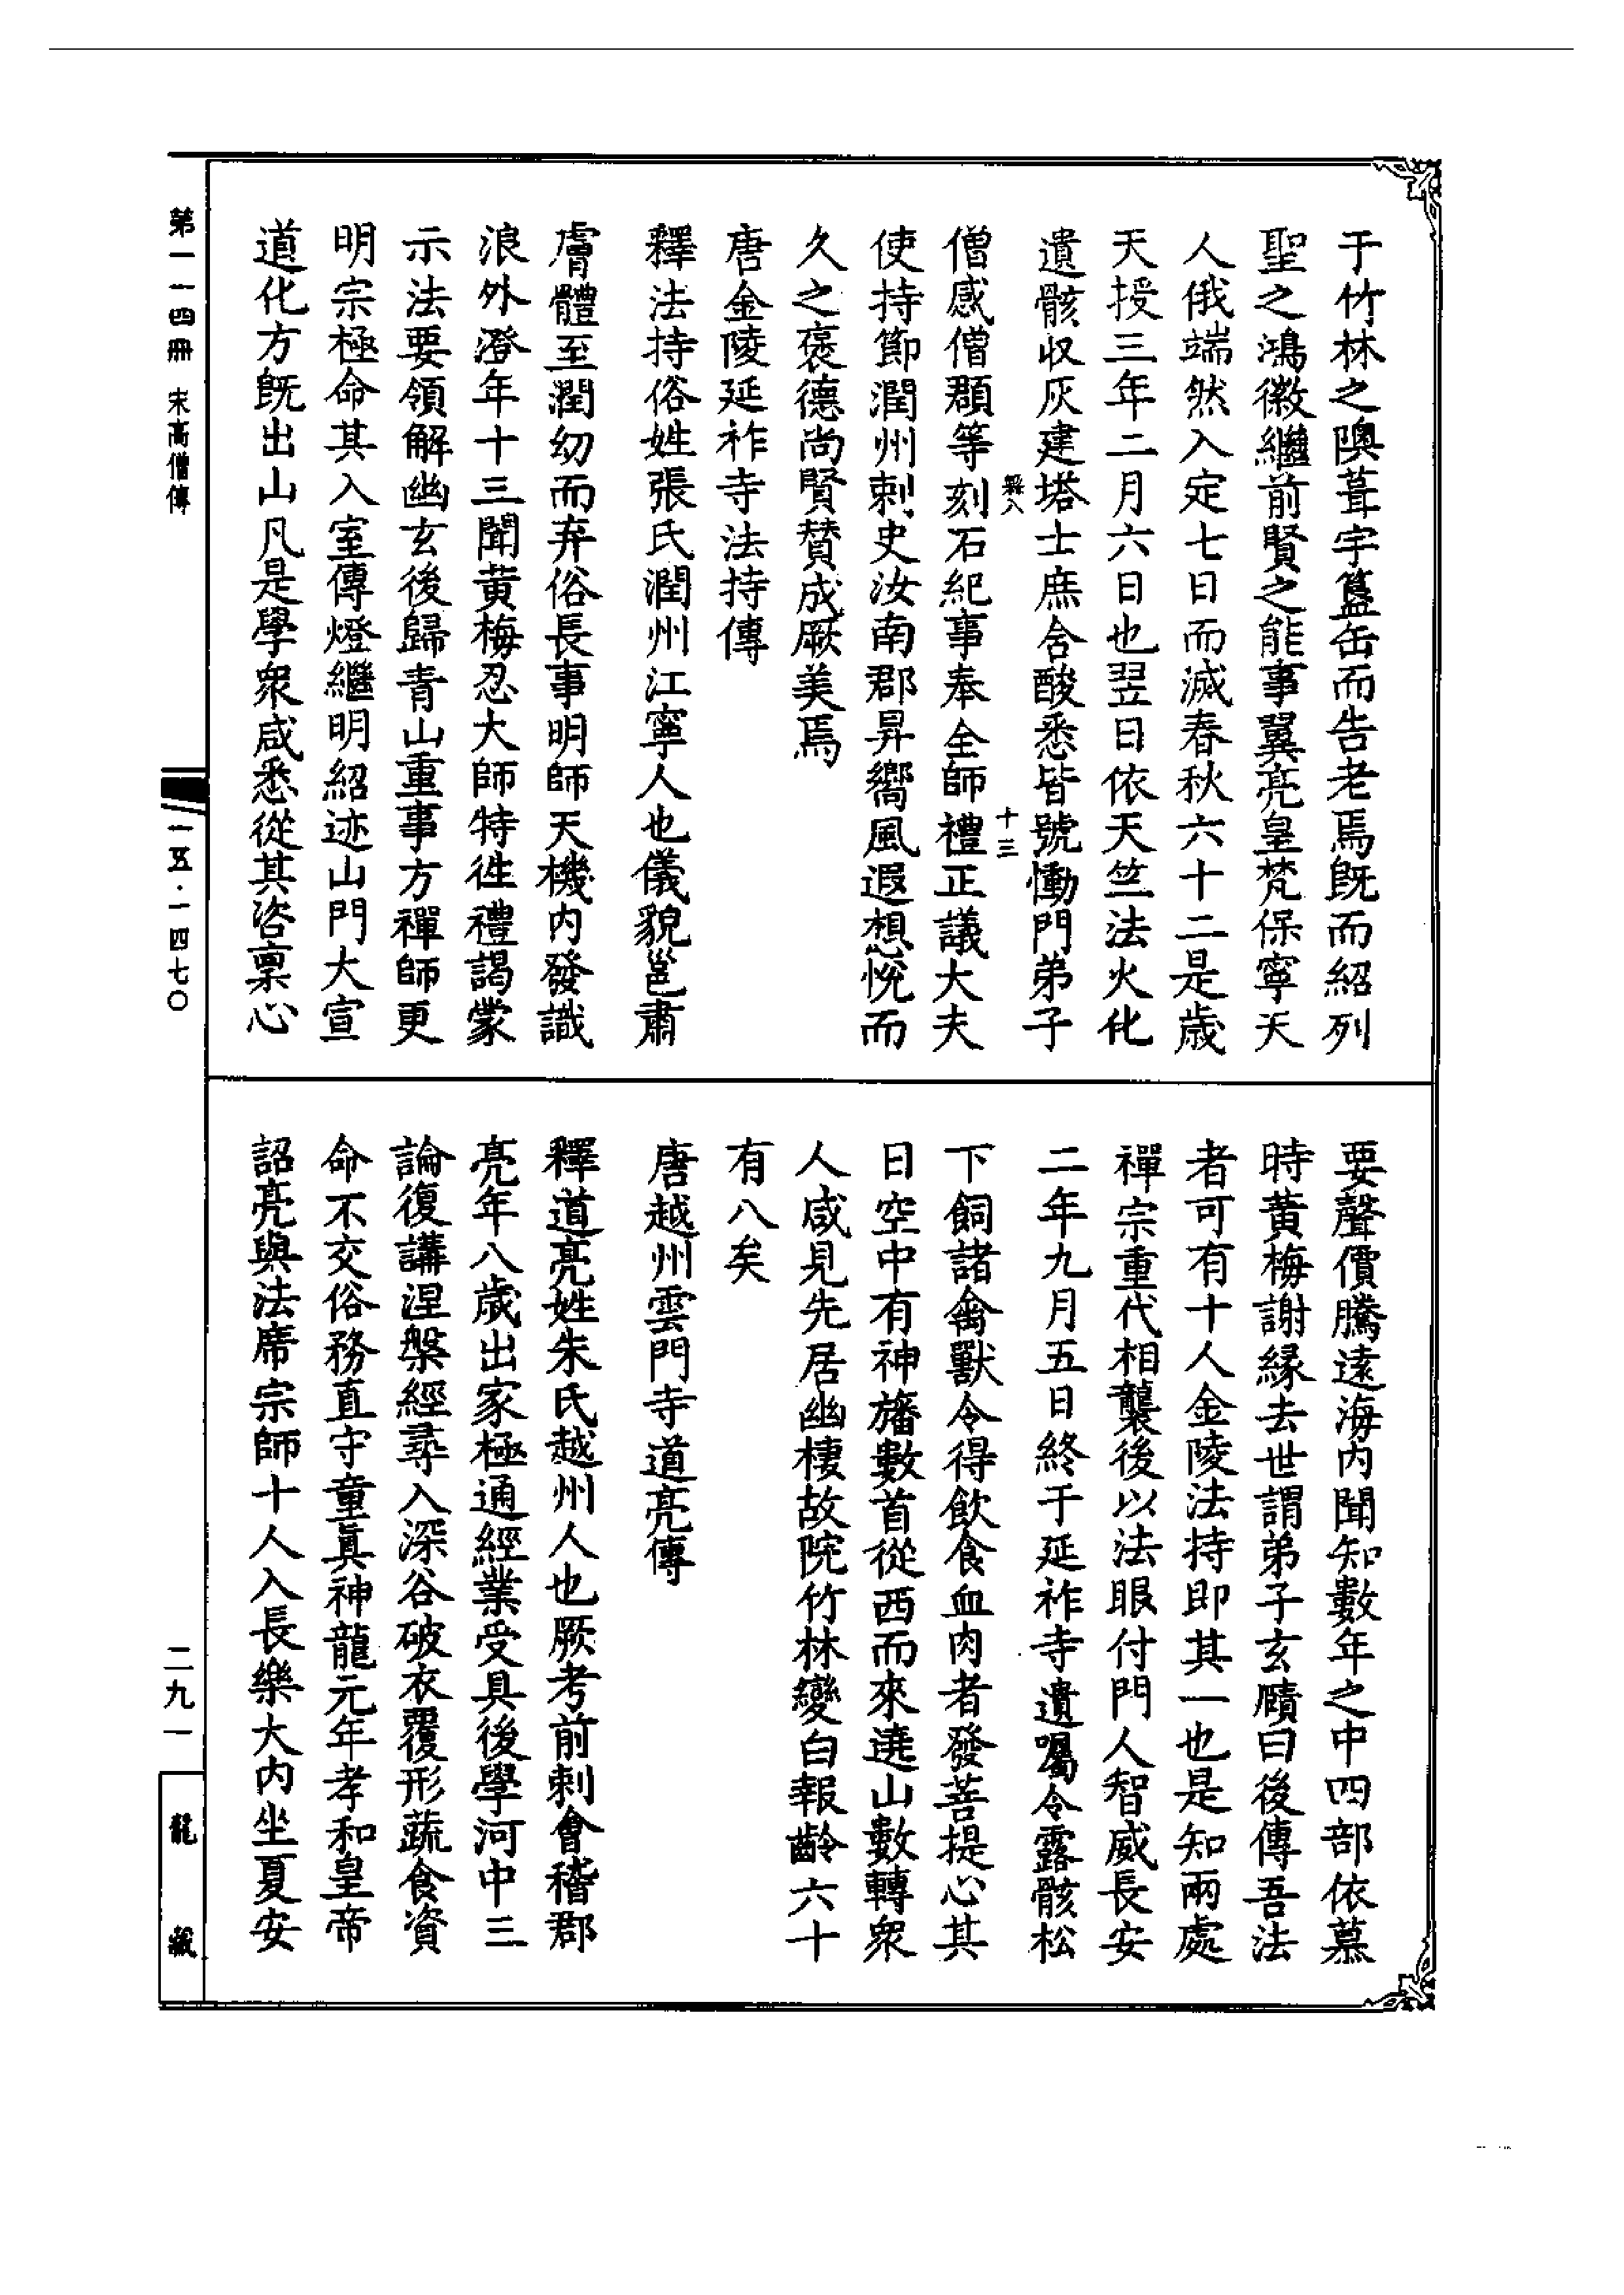 于竹林之隩葺宇簋缶而告老焉既而紹列
聖之鴻徽繼前賢之能事翼亮皇梵保寧天
人俄端然入定七日而滅春秋六十二是歲
天授三年二月六日也翌日依天竺法火化
遺骸収灰建塔士庶含酸悉皆號慟門弟子
十三
僧感僧顒等刻石紀事奉全師禮正議大夫
使持節潤州刺史汝南郡昇嚮風遐想悅而
久之褒德尚賢賛成厥美焉
唐金陵延祚寺法持傳
釋法持俗姓張氏潤州江寧人也儀貌邕肅
膚體至潤幼而弃俗長事明師天機內發識
浪外澄年十三聞黄梅忍大師特徃禮謁蒙
示法要領解幽玄後歸青山重事方禪師更
明宗極命其入室傳燈繼明紹迹山門大宣
道化方既出山凡是學衆咸悉從其咨稟心
要聲價騰遠海內聞知數年之中四部依慕
時黄梅謝縁去世謂弟子玄賾曰後傳吾法
者可有十人金陵法持即其一也是知兩處
禪宗重代相襲後以法眼付門人智威長安
二年九月五日終于延祚寺遺囑令露骸松
下飼諸禽獸令得飲食血肉者發菩提心其
日空中有神旛數首從西而來遶山數轉衆
人咸見先居幽棲故院竹林變白報齡六十
有八矣
唐越州雲門寺道亮傳
釋道亮姓朱氏越州人也厥考前刺會稽郡
亮年八歲出家極通經業受具後學河中三
論復講涅槃經尋入深谷破衣覆形蔬食資
命不交俗務直守童真神龍元年孝和皇帝
詔亮與法席宗師十人入長樂大內坐夏安
第一一四冊 宋高僧傳
一五·一四七〇
二九一
龍藏